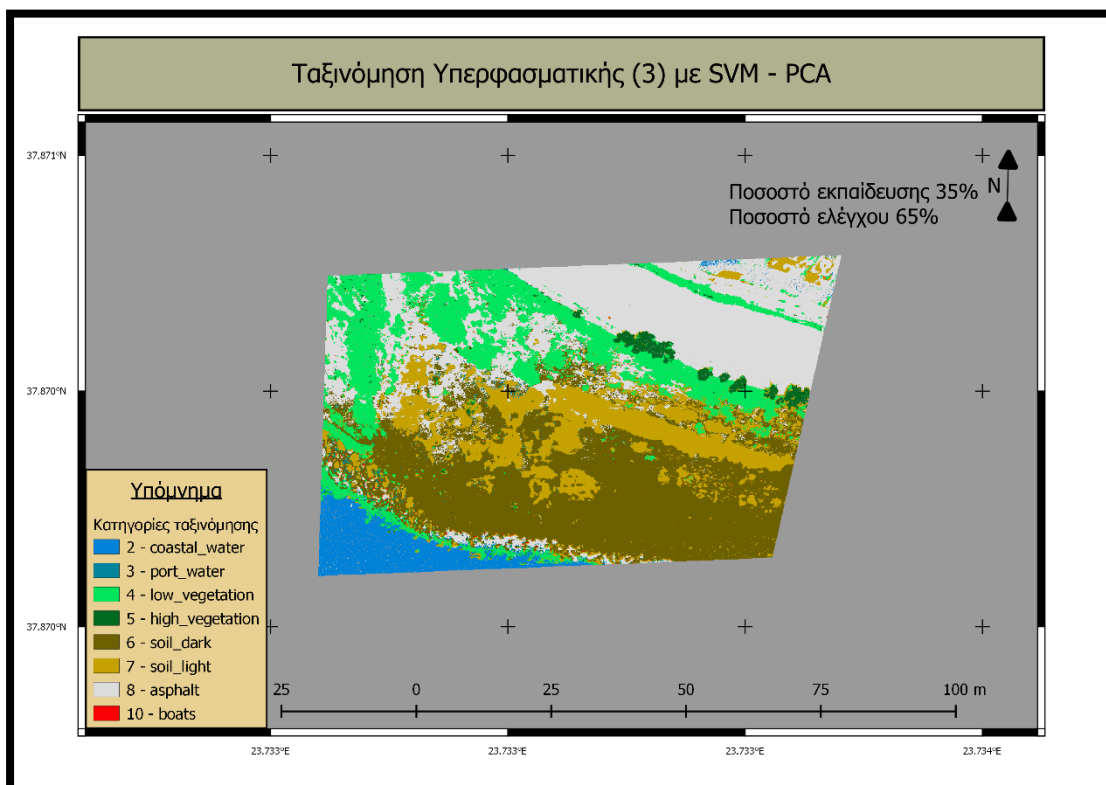 Ταξινόμηση Υπερφασματικής (3) με SVM - PCA
37.871°N
Ποσοστό εκπαίδευσης 35%
Ποσοστό ελέγχου 65%
N
37.870°N
Υπόμνημα
Κατηγορίες ταξινόμησης
2 - coastal_water
3 - port_water
4 - low_vegetation
5 - high_vegetation
6 - soil_dark
7 - soil_light
8 - asphalt
10 - boats
37.870°N
25 0 25 50 75 100 m
23.733°E 23.733°E 23.733°E 23.734°E